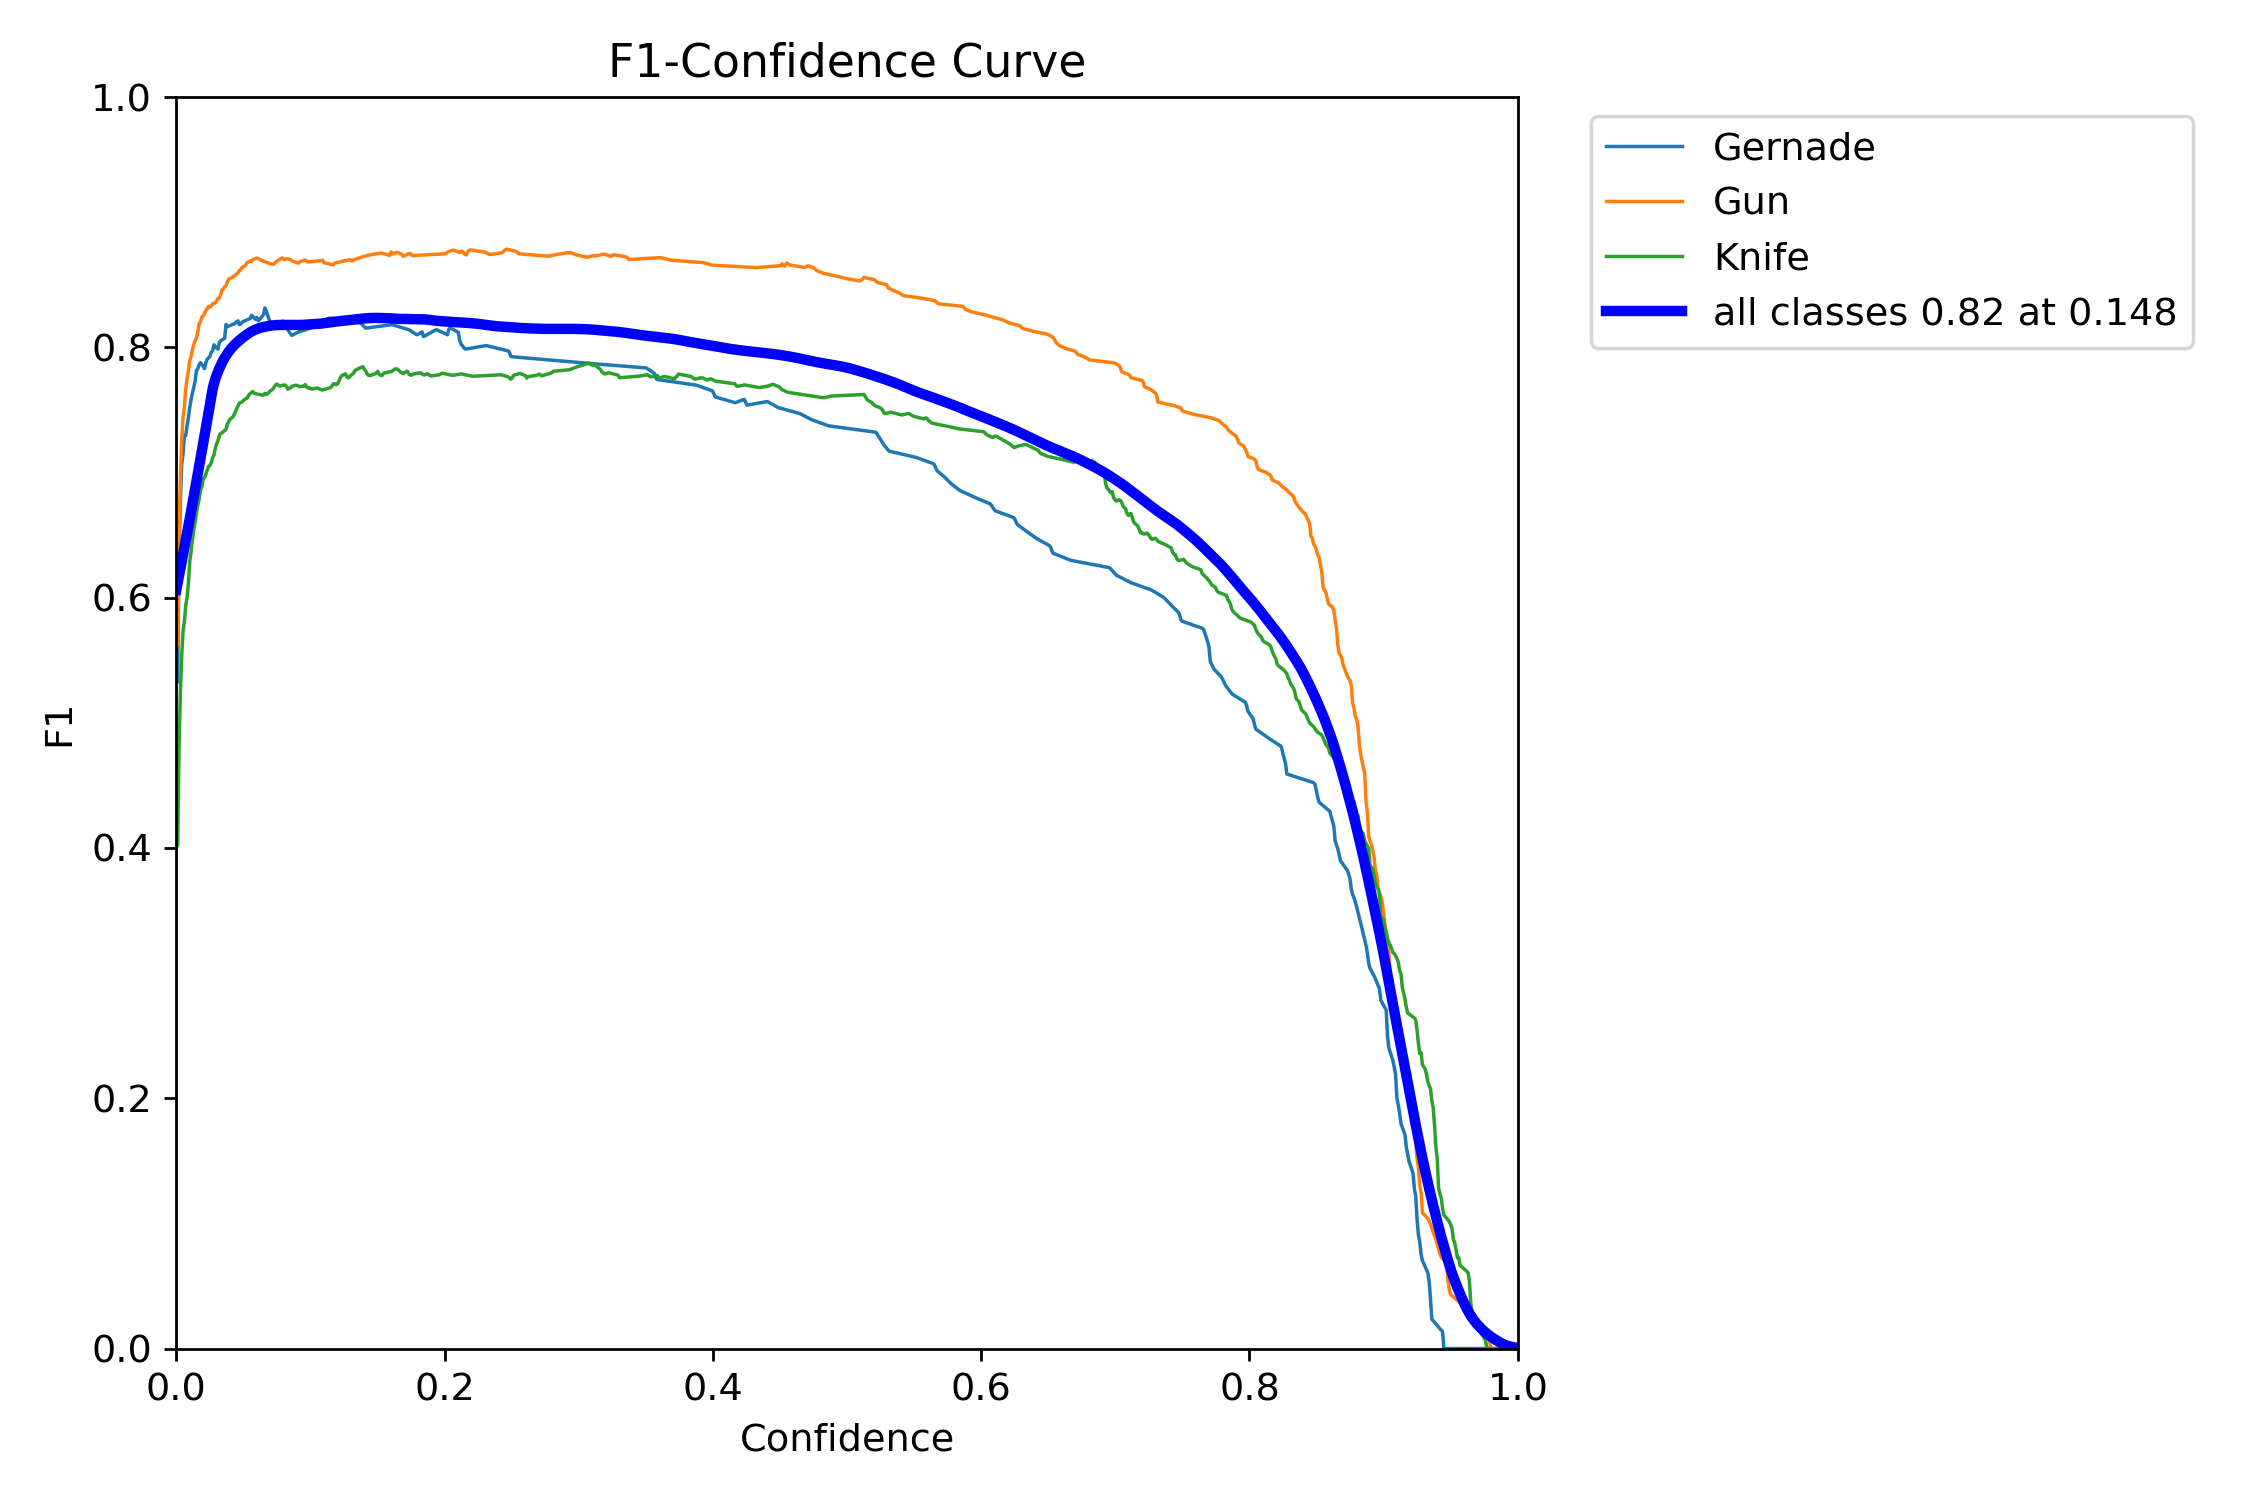 F1-Confidence Curve
1.0
0.8
0.6
0.4
0.2
0.0
F1
0.0 0.2 0.4 0.6 0.8 1.0
Confidence
Gernade
Gun
Knife
all classes 0.82 at 0.148